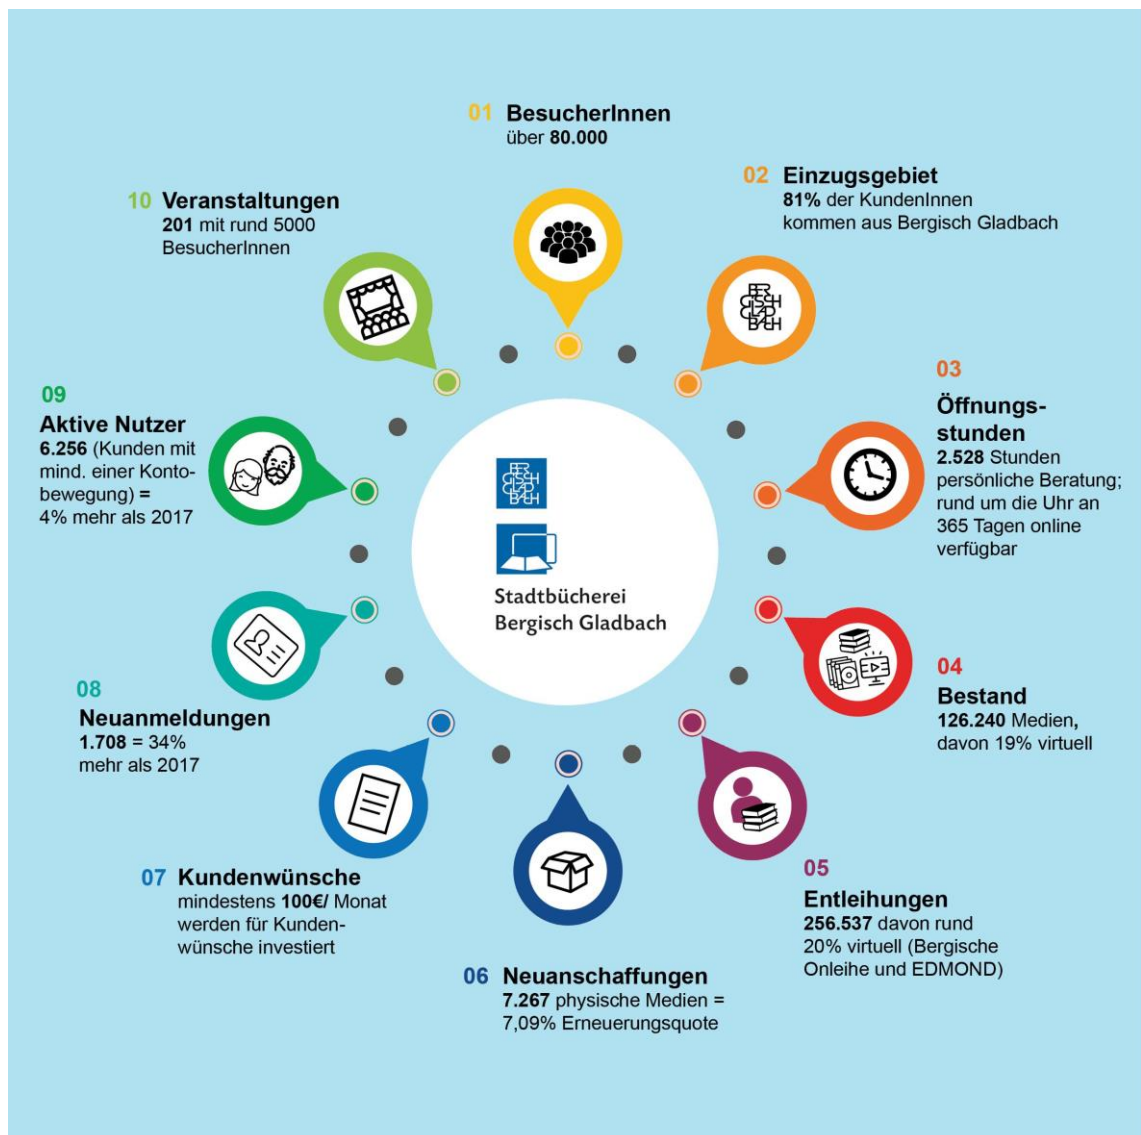 01 BesucherInnen
über 80.000
02 Einzugsgebiet
81% der KundenInnen
kommen aus Bergisch Gladbach
03
Öffnungs-
stunden
2.528 Stunden
persönliche Beratung;
rund um die Uhr an
365 Tagen online
verfügbar
04
Bestand
126.240 Medien,
davon 19% virtuell
05
Entleihungen
256.537 davon rund
20% virtuell (Bergische
Onleihe und EDMOND)
06 Neuanschaffungen
7.267 physische Medien =
7,09% Erneuerungsquote
07 Kundenwünsche
mindestens 100€/ Monat
werden für Kunden-
wünsche investiert
08
Neuanmeldungen
1.708 = 34%
mehr als 2017
09
Aktive Nutzer
6.256 (Kunden mit
mind. einer Konto-
bewegung) =
4% mehr als 2017
10 Veranstaltungen
201 mit rund 5000
BesucherInnen
BER
GISCH
GLAD
BACH
BER
GISCH
GLAD
BACH
Stadtbücherei
Bergisch Gladbach